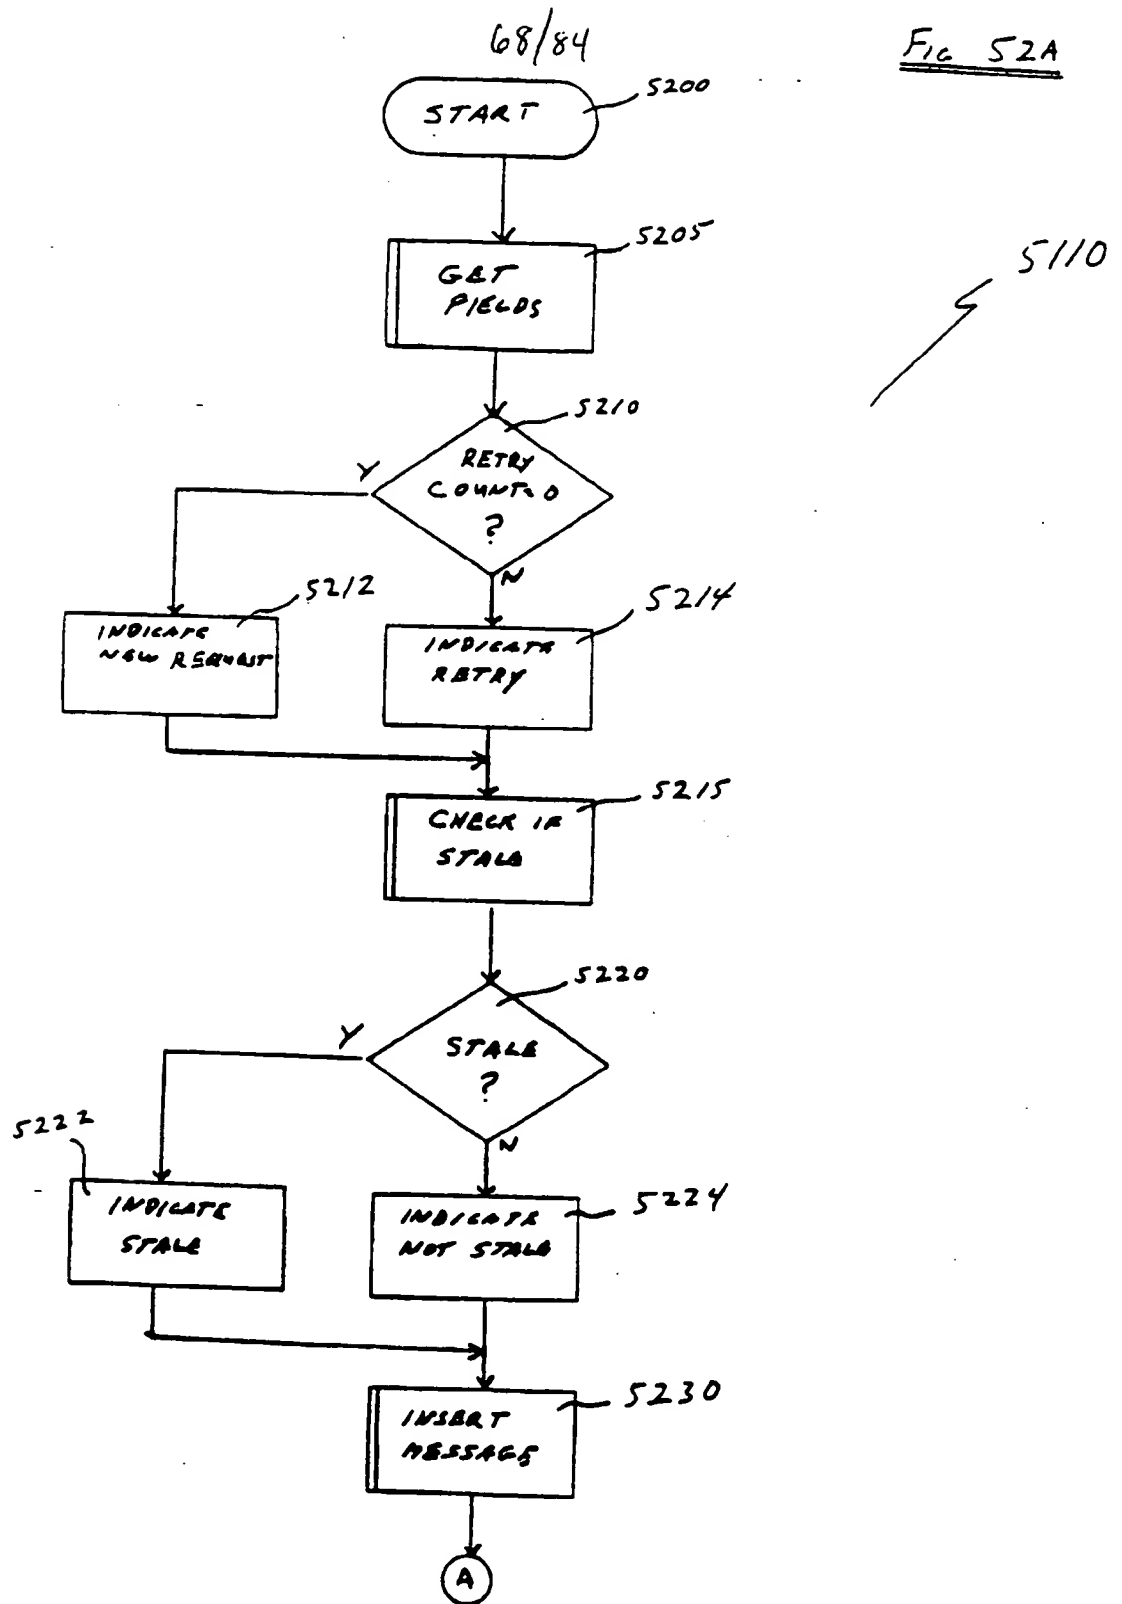 68/84
Fig 52A
START
5200
GET
FIELDS
5205
5110
RETRY
COUNT=0
?
5210
Y
N
INDICATE
NEW REQUEST
5212
INDICATE
RETRY
5214
CHECK IF
STALE
5215
STALE
?
5220
Y
N
INDICATE
STALE
5222
INDICATE
NOT STALE
5224
INSERT
MESSAGE
5230
A